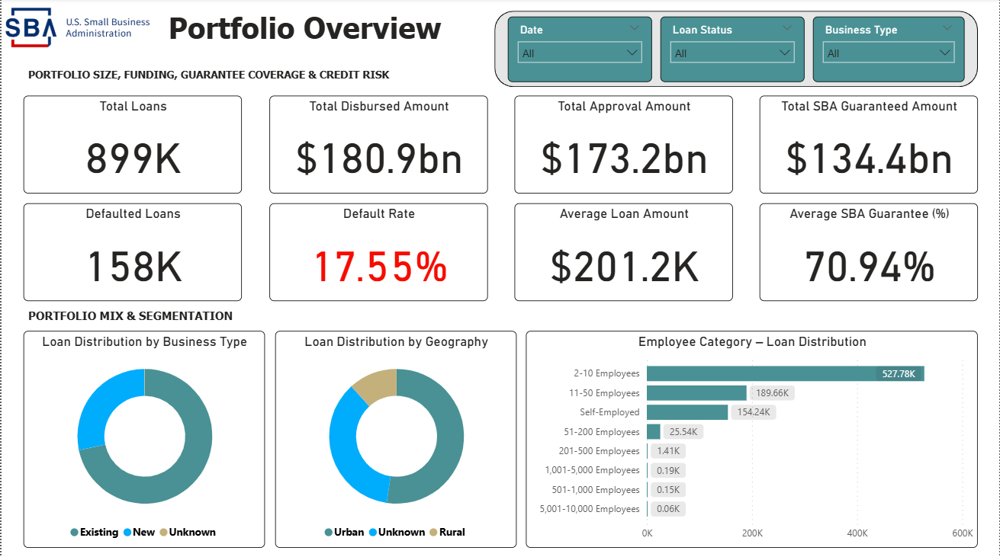 SBA
U.S. Small Business
Administration
Portfolio Overview
Date
All
Loan Status
All
Business Type
All
PORTFOLIO SIZE, FUNDING, GUARANTEE COVERAGE & CREDIT RISK
Total Loans
899K
Total Disbursed Amount
$180.9bn
Total Approval Amount
$173.2bn
Total SBA Guaranteed Amount
$134.4bn
Defaulted Loans
158K
Default Rate
17.55%
Average Loan Amount
$201.2K
Average SBA Guarantee (%)
70.94%
PORTFOLIO MIX & SEGMENTATION
Loan Distribution by Business Type
Existing New Unknown
Loan Distribution by Geography
Urban Unknown Rural
Employee Category – Loan Distribution
2-10 Employees 527.78K
11-50 Employees 189.66K
Self-Employed 154.24K
51-200 Employees 25.54K
201-500 Employees 1.41K
1,001-5,000 Employees 0.19K
501-1,000 Employees 0.15K
5,001-10,000 Employees 0.06K
0K 200K 400K 600K